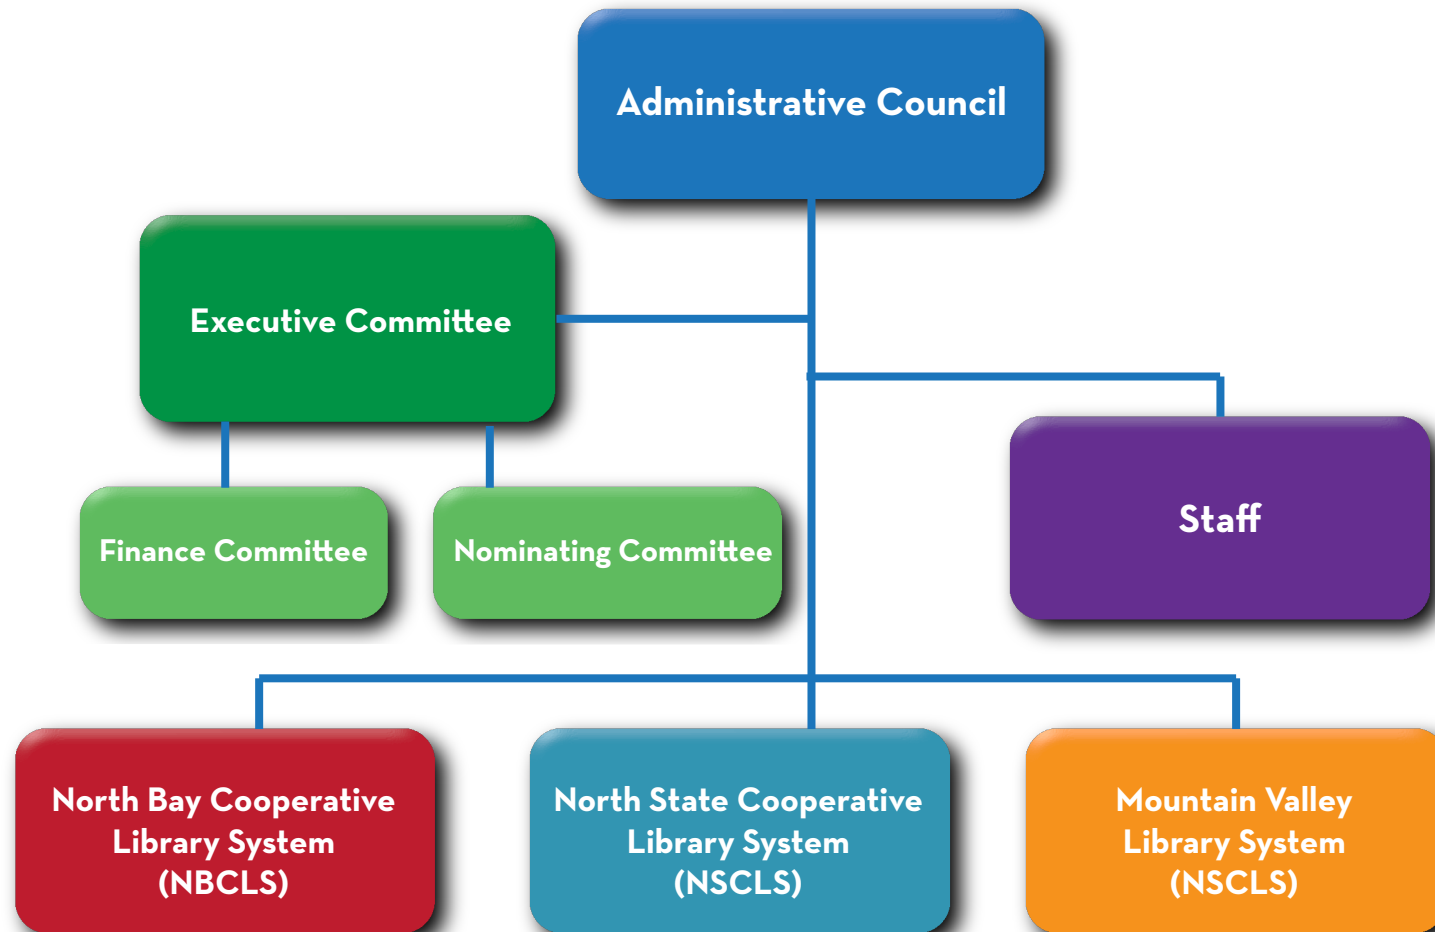 Administrative Council
Executive Committee
Staff
Finance Committee
Nominating Committee
North Bay Cooperative
Library System
(NBCLS)
North State Cooperative
Library System
(NSCLS)
Mountain Valley
Library System
(NSCLS)